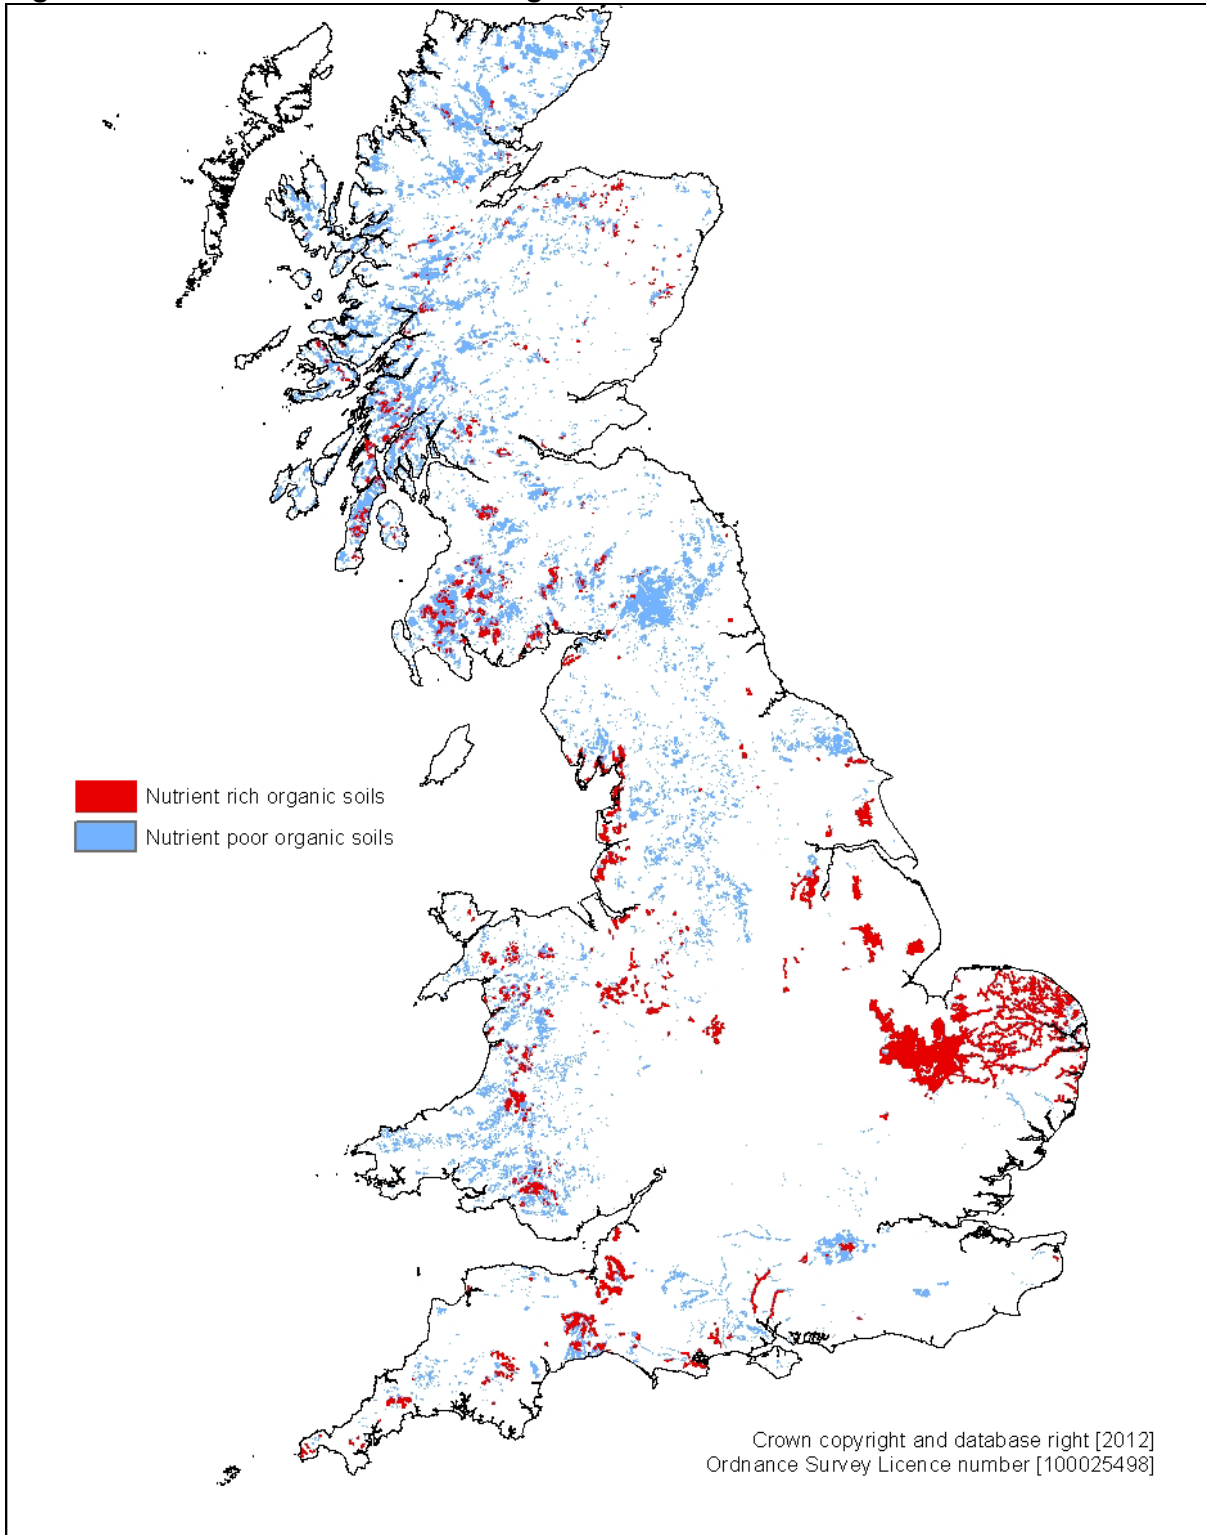 Nutrient rich organic soils
Nutrient poor organic soils
Crown copyright and database right [2012]
Ordnance Survey Licence number [100025498]